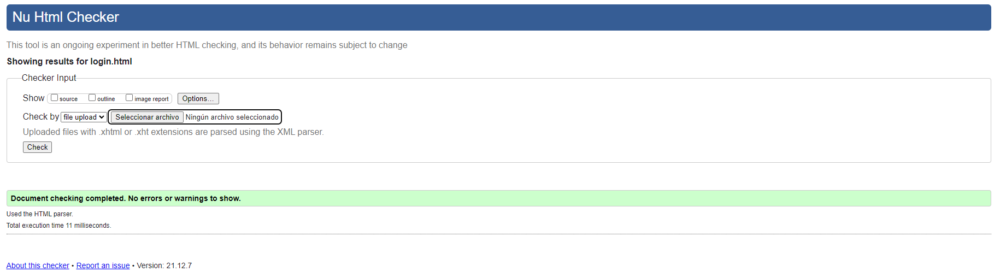 Nu Html Checker
This tool is an ongoing experiment in better HTML checking, and its behavior remains subject to change
Showing results for login.html
Checker Input
Show source outline image report Options...
Check by file upload Seleccionar archivo Ningún archivo seleccionado
Uploaded files with .xhtml or .xht extensions are parsed using the XML parser.
Check
Document checking completed. No errors or warnings to show.
Used the HTML parser.
Total execution time 11 milliseconds.
About this checker • Report an issue • Version: 21.12.7